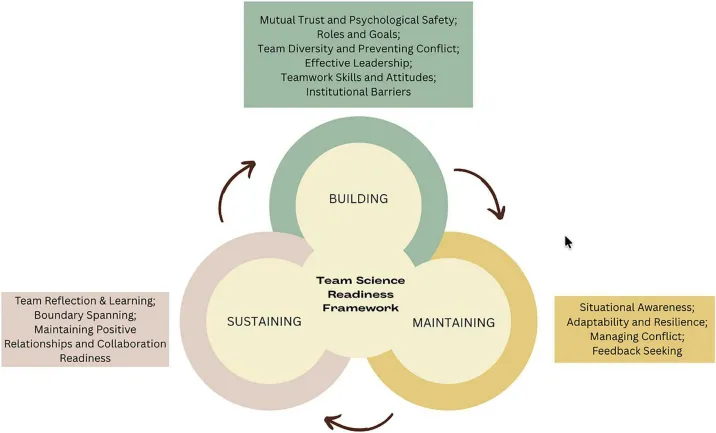 Mutual Trust and Psychological Safety;
Roles and Goals;
Team Diversity and Preventing Conflict;
Effective Leadership;
Teamwork Skills and Attitudes;
Institutional Barriers
BUILDING
Team Science
Readiness
Framework
SUSTAINING
MAINTAINING
Team Reflection & Learning;
Boundary Spanning;
Maintaining Positive
Relationships and Collaboration
Readiness
Situational Awareness;
Adaptability and Resilience;
Managing Conflict;
Feedback Seeking